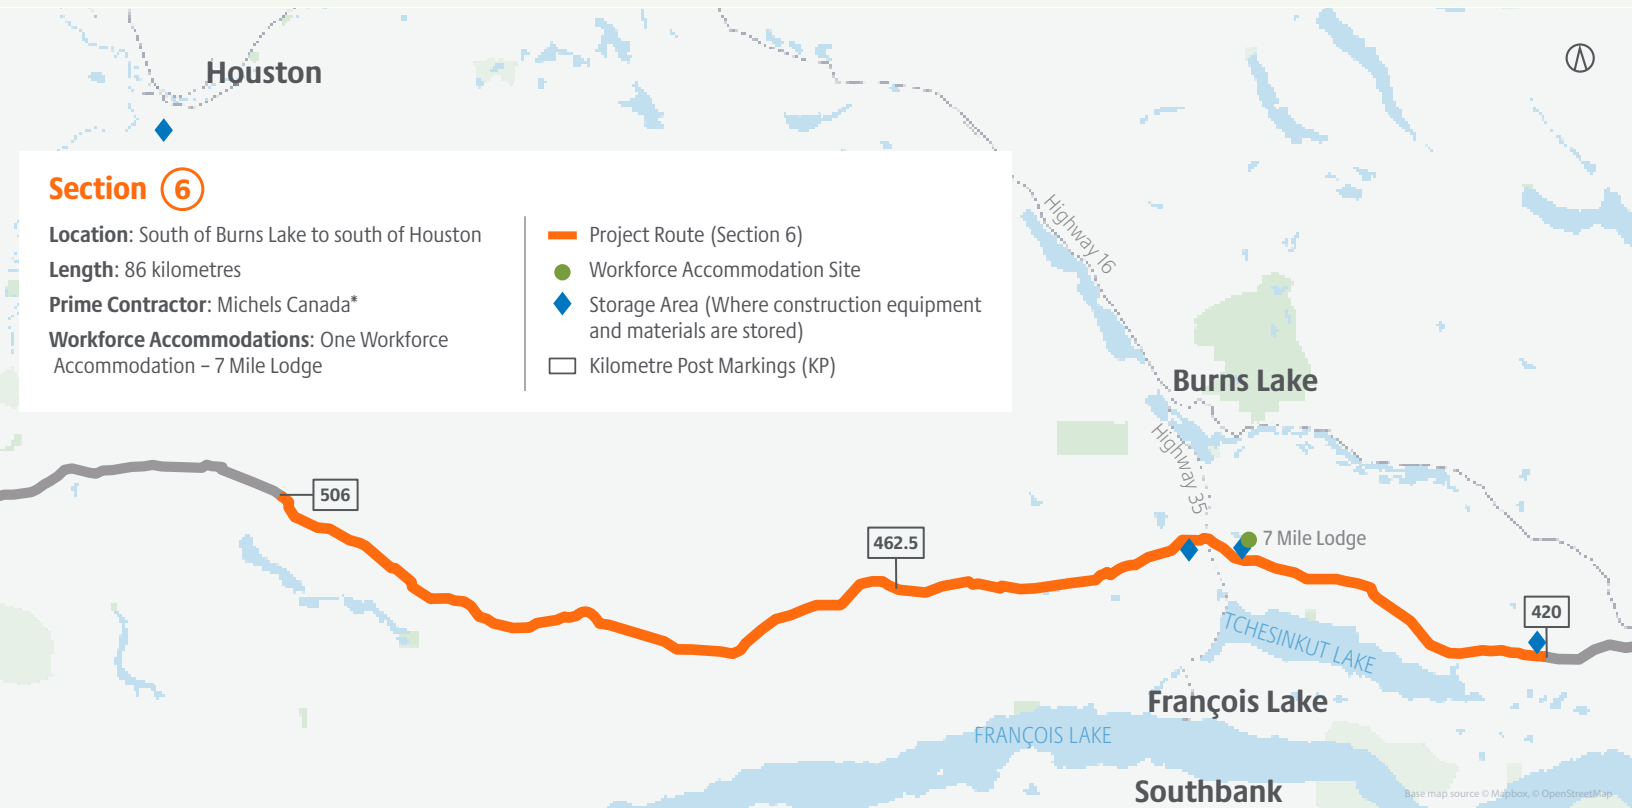 Houston
Section 6
Location: South of Burns Lake to south of Houston
Length: 86 kilometres
Prime Contractor: Michels Canada*
Workforce Accommodations: One Workforce
Accommodation – 7 Mile Lodge
Project Route (Section 6)
Workforce Accommodation Site
Storage Area (Where construction equipment
and materials are stored)
Kilometre Post Markings (KP)
Highway 16
Burns Lake
Highway 35
506
462.5
7 Mile Lodge
420
TCHESINKUT LAKE
François Lake
FRANÇOIS LAKE
Southbank
Base map source © Mapbox, © OpenStreetMap